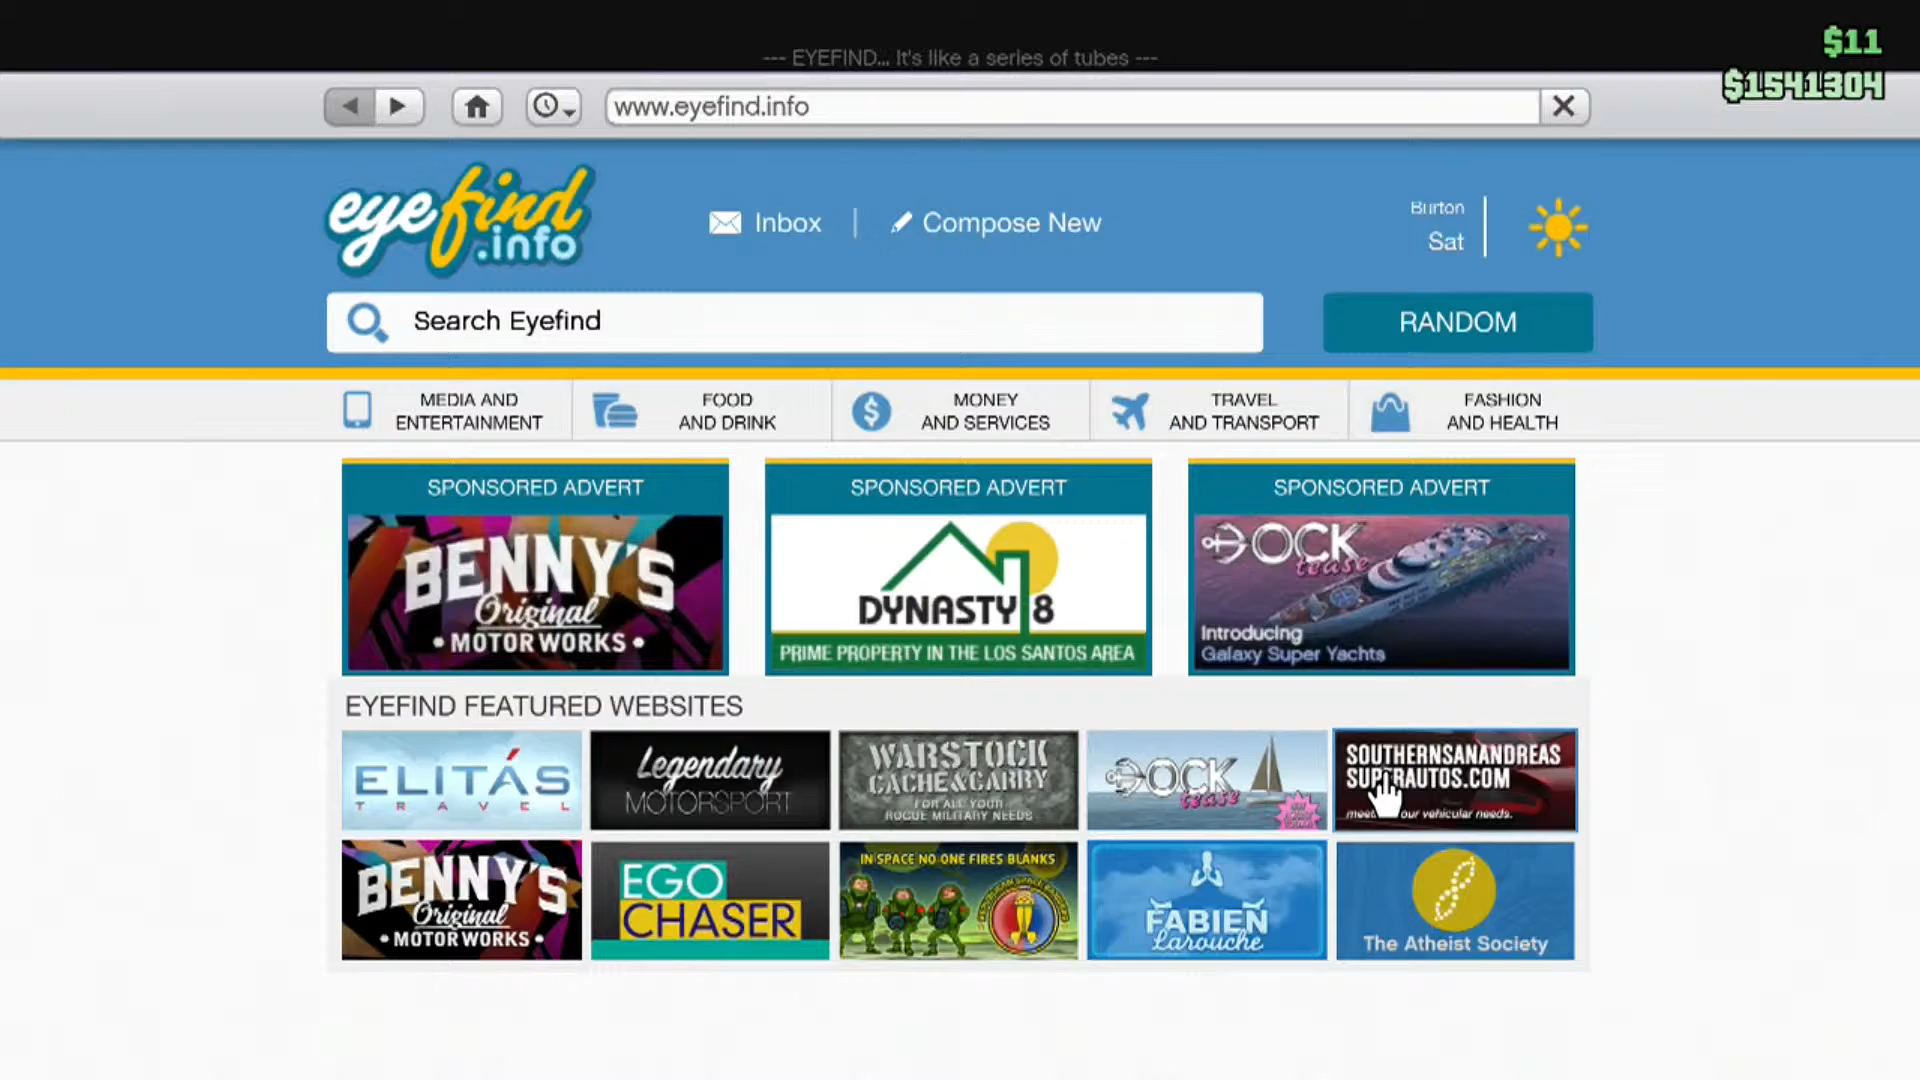 $11
--- EYEFIND... It's like a series of tubes ---
$1541304
www.eyefind.info
eyefind.info
Inbox
Compose New
Burton
Sat
Search Eyefind
RANDOM
MEDIA AND
ENTERTAINMENT
FOOD
AND DRINK
MONEY
AND SERVICES
TRAVEL
AND TRANSPORT
FASHION
AND HEALTH
SPONSORED ADVERT
BENNY'S
Original
• MOTOR WORKS •
SPONSORED ADVERT
DYNASTY 8
PRIME PROPERTY IN THE LOS SANTOS AREA
SPONSORED ADVERT
DOCK
tease
Introducing
Galaxy Super Yachts
EYEFIND FEATURED WEBSITES
ELITÁS
TRAVEL
Legendary
MOTORSPORT
WARSTOCK
CACHE & CARRY
FOR ALL YOUR
ROGUE MILITARY NEEDS
DOCK
tease
SOUTHERNSANANDREAS
SUPERAUTOS.COM
our vehicular needs.
BENNY'S
Original
• MOTOR WORKS •
EGO
CHASER
IN SPACE NO ONE FIRES BLANKS
FABIEN
Larouche
The Atheist Society